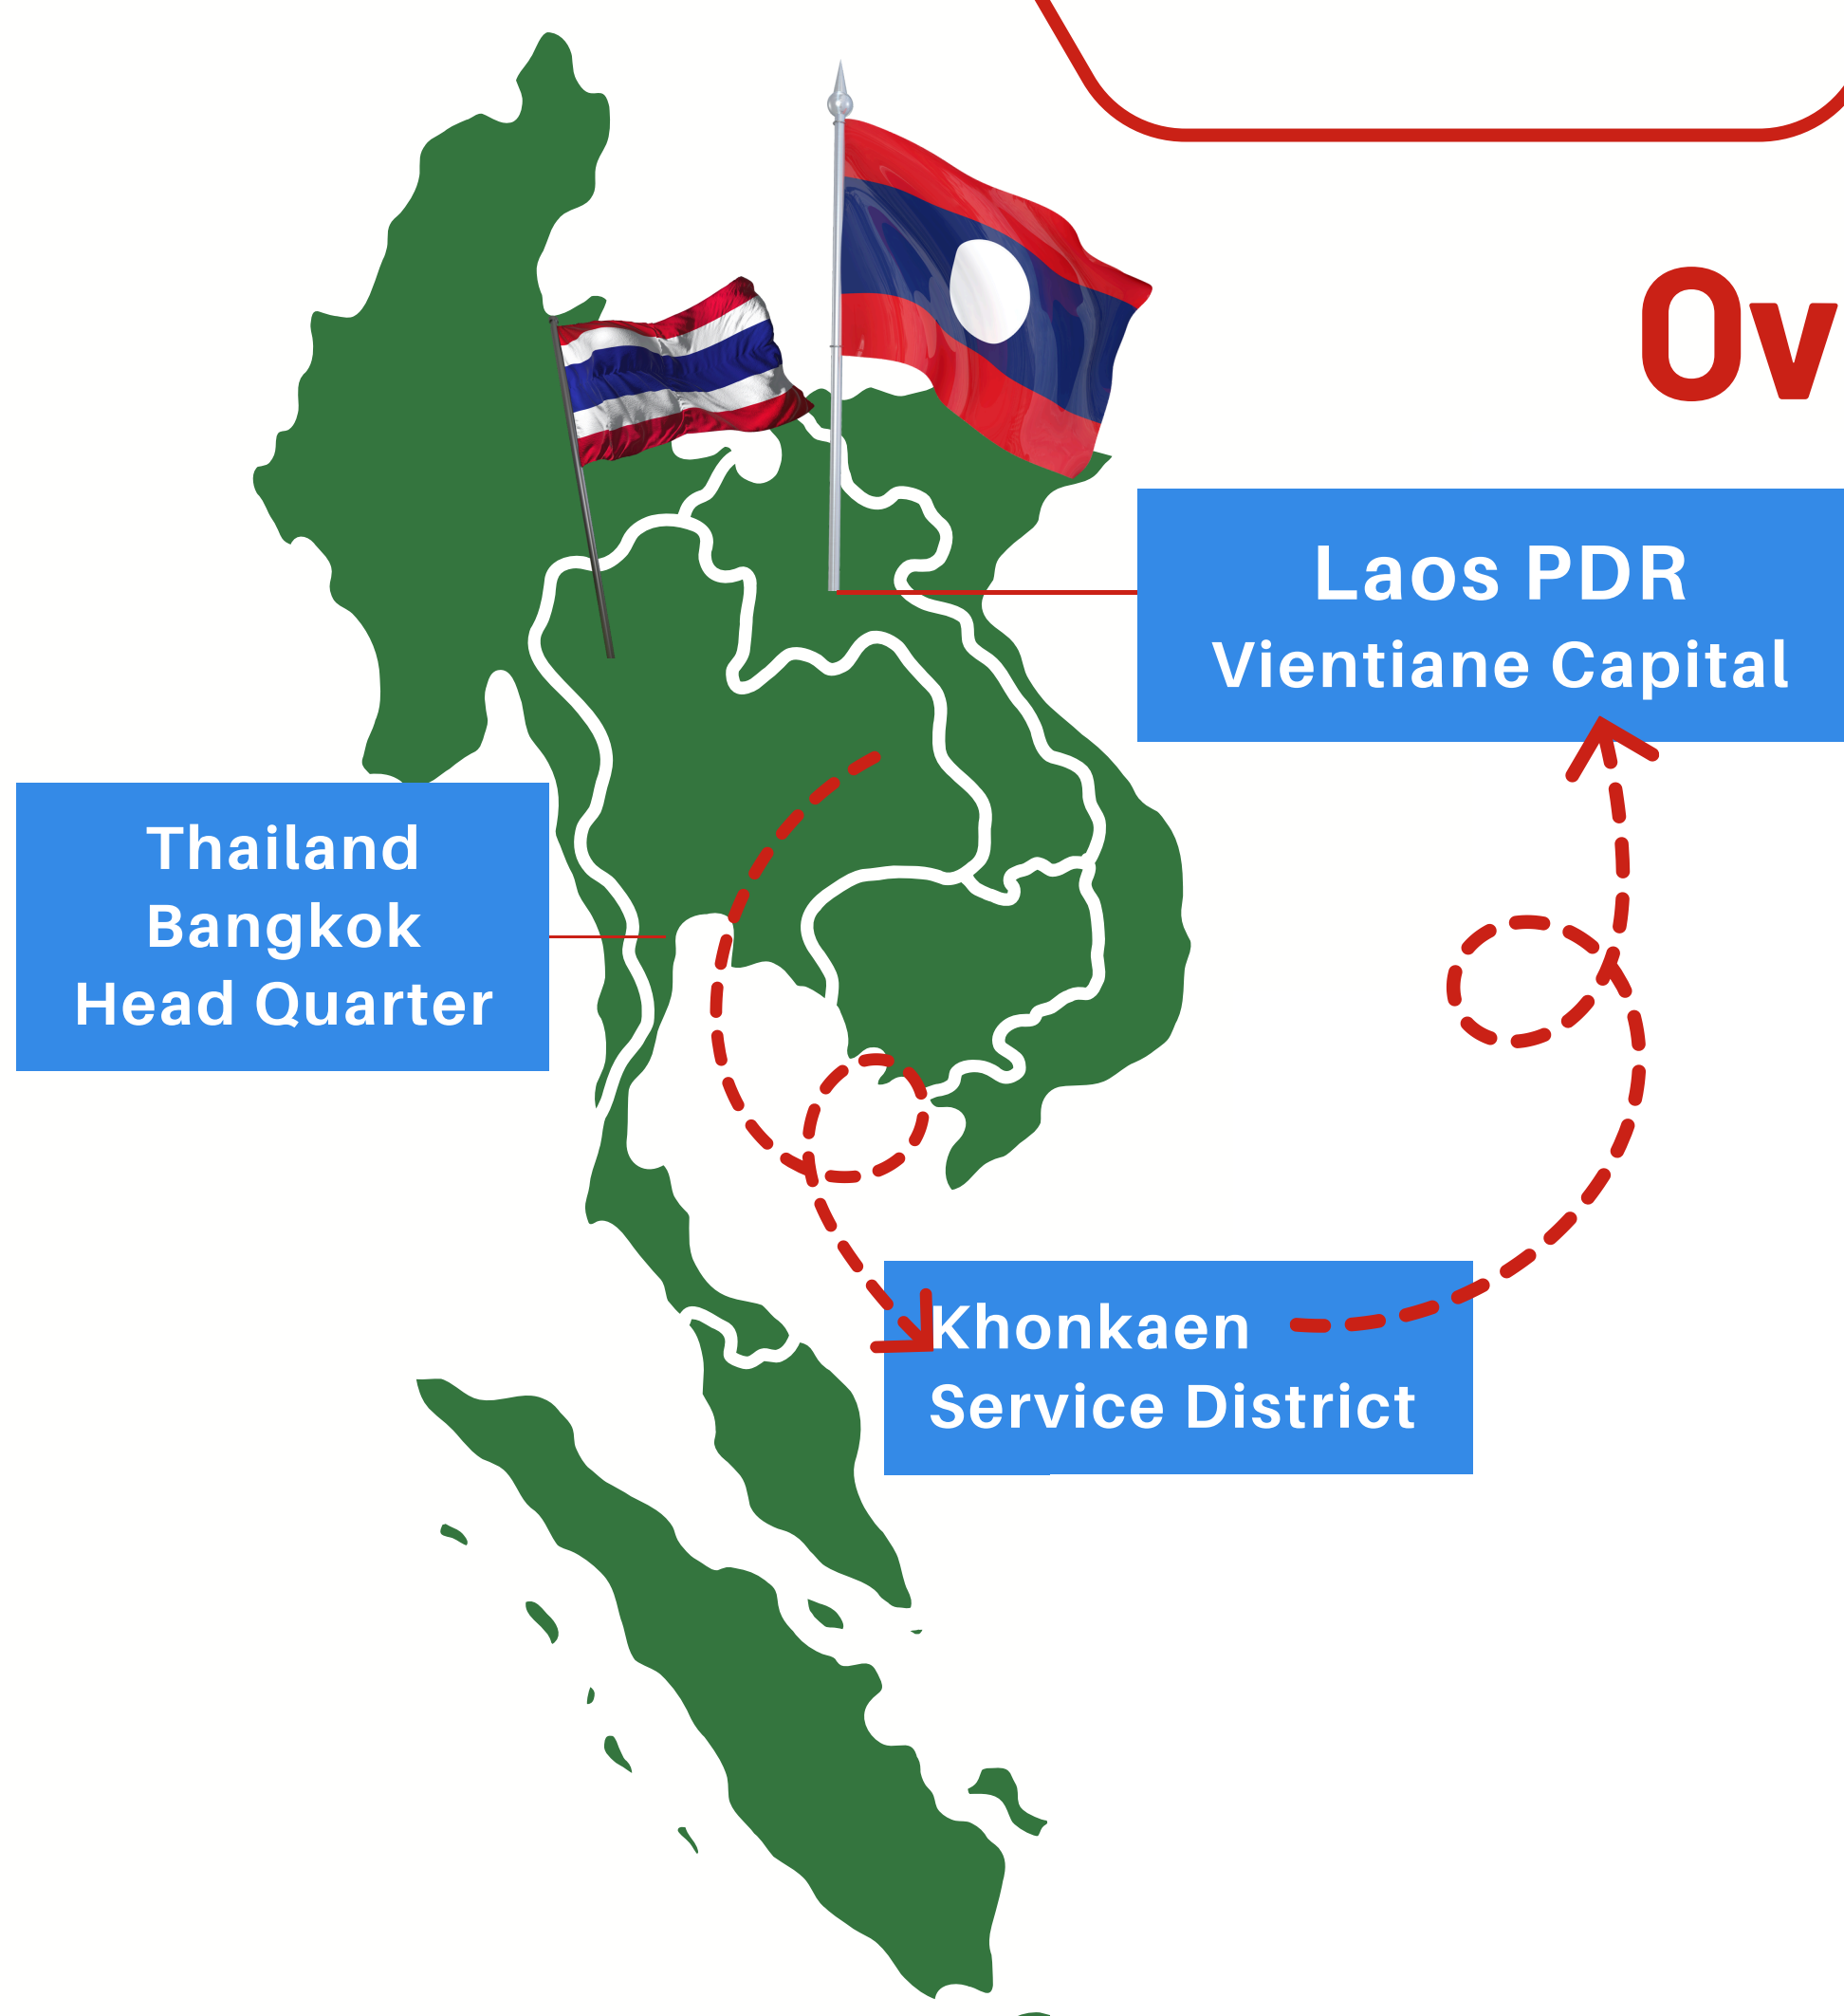 Ov
Laos PDR
Vientiane Capital
Thailand
Bangkok
Head Quarter
Khonkaen
Service District